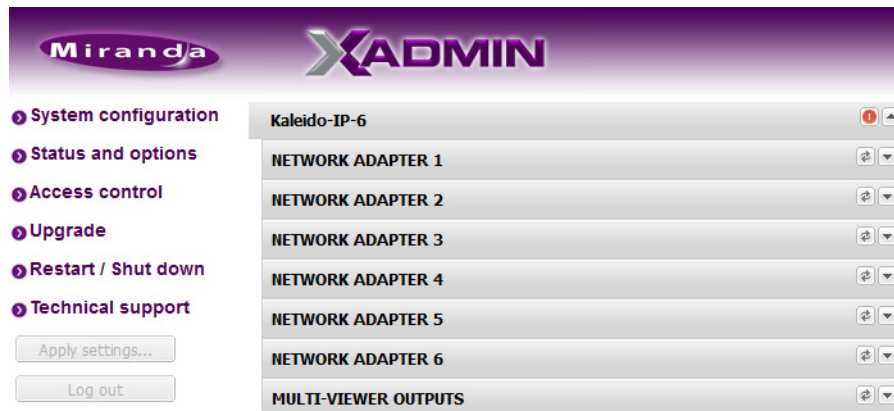 Miranda
XADMIN
System configuration
Status and options
Access control
Upgrade
Restart / Shut down
Technical support
Apply settings...
Log out
Kaleido-IP-6
NETWORK ADAPTER 1
NETWORK ADAPTER 2
NETWORK ADAPTER 3
NETWORK ADAPTER 4
NETWORK ADAPTER 5
NETWORK ADAPTER 6
MULTI-VIEWER OUTPUTS